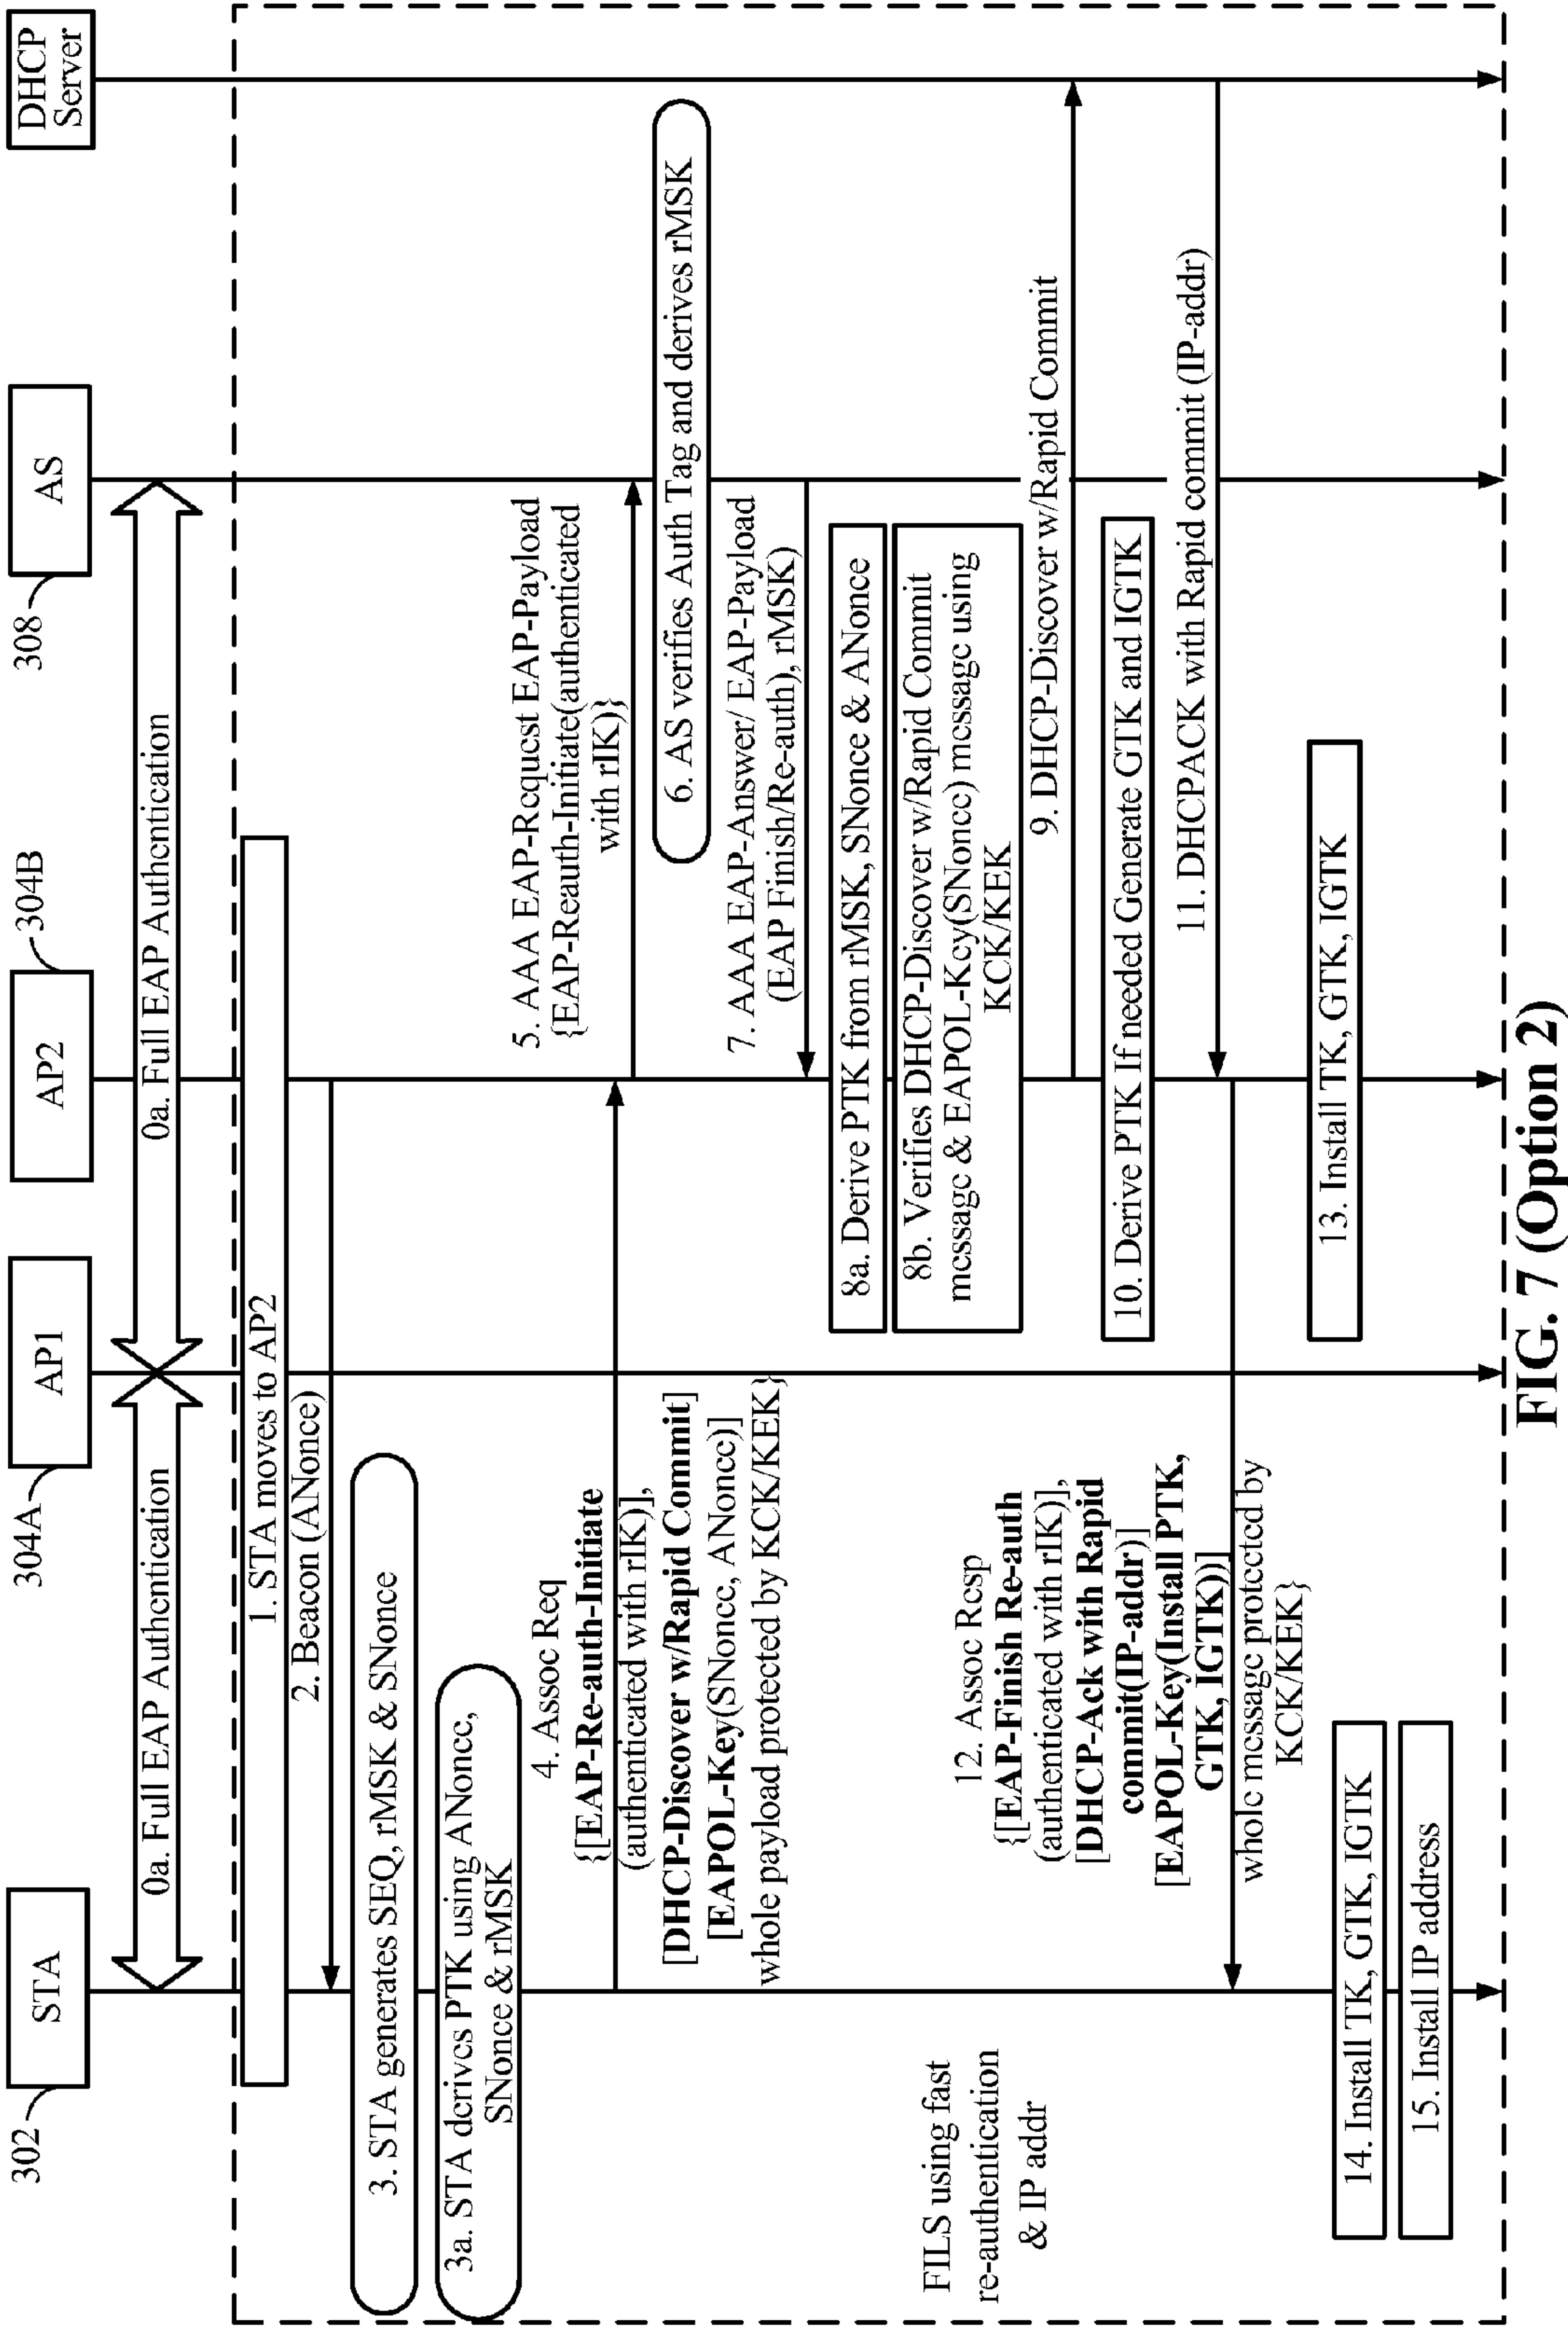 302
STA
304A
AP1
AP2
304B
308
AS
DHCP
Server
0a. Full EAP Authentication
0a. Full EAP Authentication
1. STA moves to AP2
2. Beacon (ANonce)
3. STA generates SEQ, rMSK & SNonce
3a. STA derives PTK using ANonce,
SNonce & rMSK
4. Assoc Req
{[EAP-Re-auth-Initiate
(authenticated with rIK)],
[DHCP-Discover w/Rapid Commit]
[EAPOL-Key(SNonce, ANonce)]
whole payload protected by KCK/KEK}
5. AAA EAP-Request EAP-Payload
{EAP-Reauth-Initiate(authenticated
with rIK)}
6. AS verifies Auth Tag and derives rMSK
7. AAA EAP-Answer/ EAP-Payload
(EAP Finish/Re-auth), rMSK)
8a. Derive PTK from rMSK, SNonce & ANonce
8b. Verifies DHCP-Discover w/Rapid Commit
message & EAPOL-Key(SNonce) message using
KCK/KEK
9. DHCP-Discover w/Rapid Commit
10. Derive PTK If needed Generate GTK and IGTK
11. DHCPACK with Rapid commit (IP-addr)
12. Assoc Resp
{[EAP-Finish Re-auth
(authenticated with rIK)],
[DHCP-Ack with Rapid
commit(IP-addr)]
[EAPOL-Key(Install PTK,
GTK, IGTK))]
whole message protected by
KCK/KEK}
FILS using fast
re-authentication
& IP addr
13. Install TK, GTK, IGTK
14. Install TK, GTK, IGTK
15. Install IP address
FIG. 7 (Option 2)